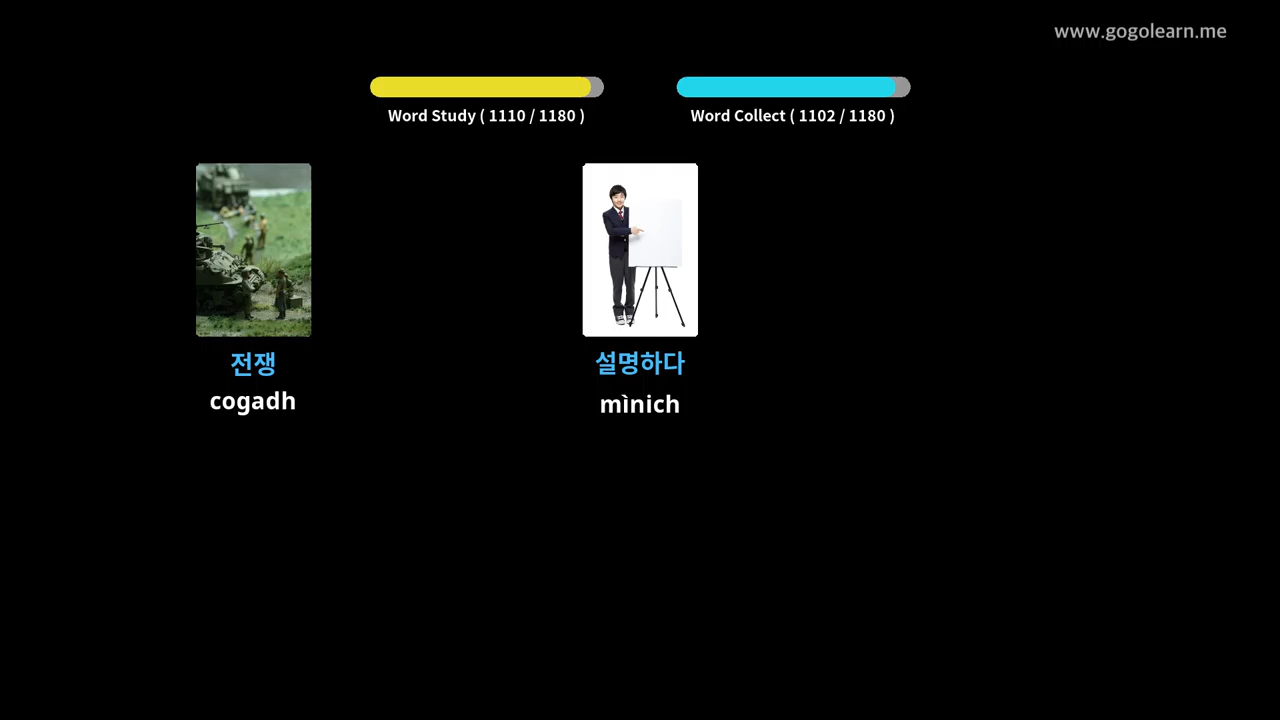 www.gogolearn.me
Word Study ( 1110 / 1180 )
Word Collect ( 1102 / 1180 )
전쟁
cogadh
설명하다
mìnich